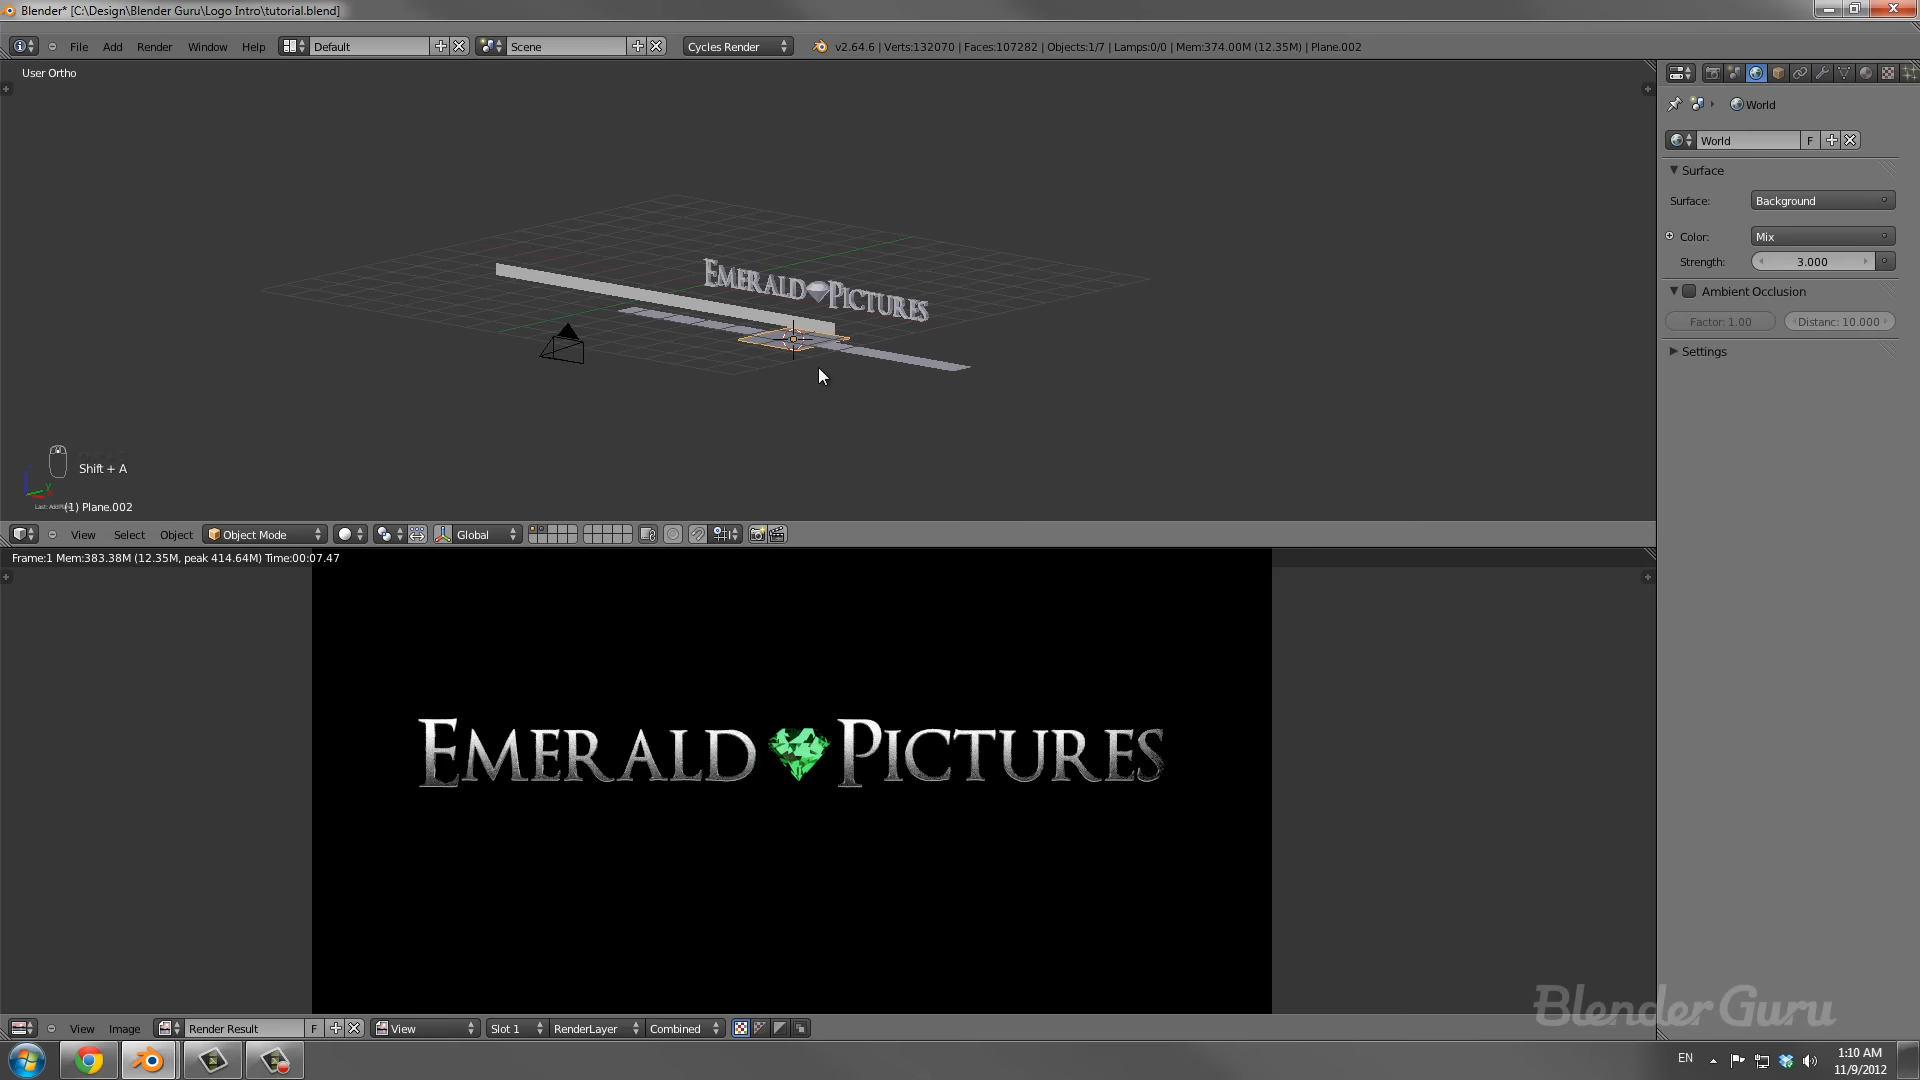 Blender* [C:\Design\Blender Guru\Logo Intro\tutorial.blend]
File Add Render Window Help Default Scene Cycles Render v2.64.6 | Verts:132070 | Faces:107282 | Objects:1/7 | Lamps:0/0 | Mem:374.00M (12.35M) | Plane.002
User Ortho
World
World F
Surface
Surface: Background
Color: Mix
Strength: 3.000
Ambient Occlusion
Factor: 1.00 Distanc: 10.000
Settings
EMERALD PICTURES
Shift + A
(1) Plane.002
View Select Object Object Mode Global
Frame:1 Mem:383.38M (12.35M, peak 414.64M) Time:00:07.47
EMERALD PICTURES
BlenderGuru
View Image Render Result F View Slot 1 RenderLayer Combined
EN 1:10 AM
11/9/2012